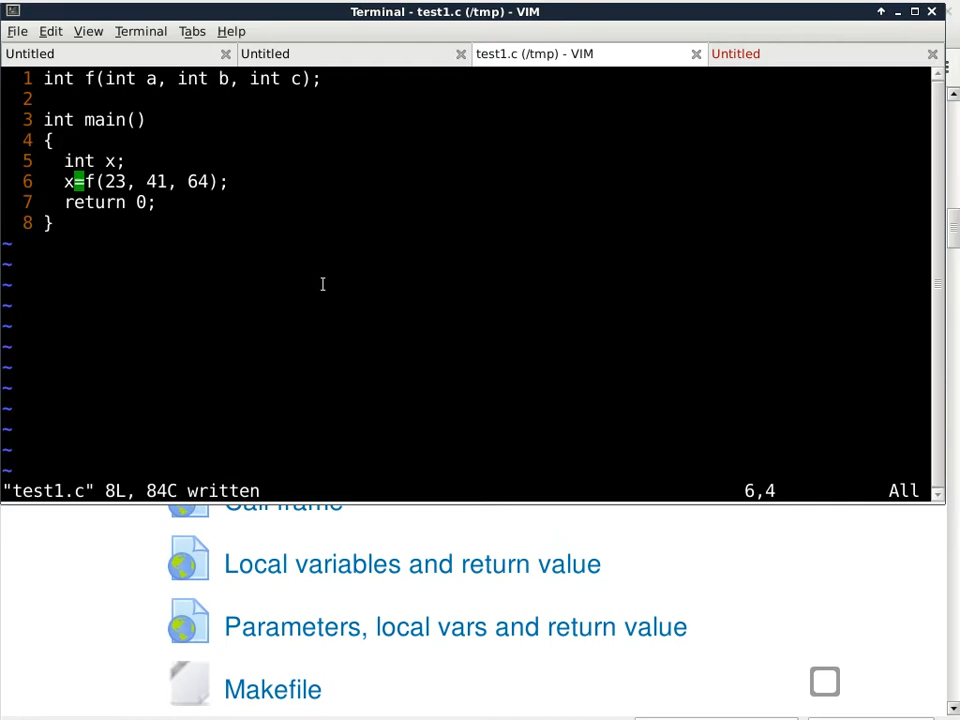 Terminal - test1.c (/tmp) - VIM
File Edit View Terminal Tabs Help
Untitled Untitled test1.c (/tmp) - VIM Untitled
1 int f(int a, int b, int c);
2
3 int main()
4 {
5   int x;
6   x=f(23, 41, 64);
7   return 0;
8 }
~
~
~
~
~
~
~
~
~
~
~
~
"test1.c" 8L, 84C written 6,4 All
Call frame
Local variables and return value
Parameters, local vars and return value
Makefile